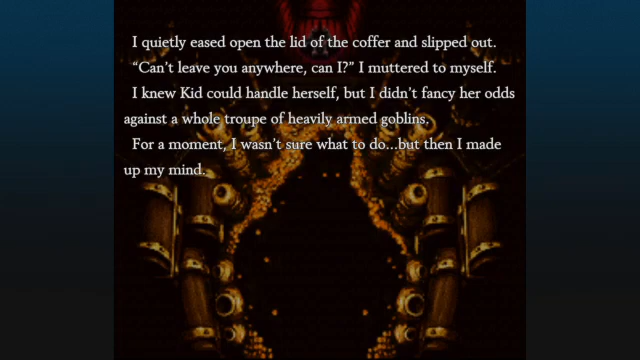 I quietly eased open the lid of the coffer and slipped out.
“Can’t leave you anywhere, can I?” I muttered to myself.
I knew Kid could handle herself, but I didn’t fancy her odds
against a whole troupe of heavily armed goblins.
For a moment, I wasn’t sure what to do...but then I made
up my mind.